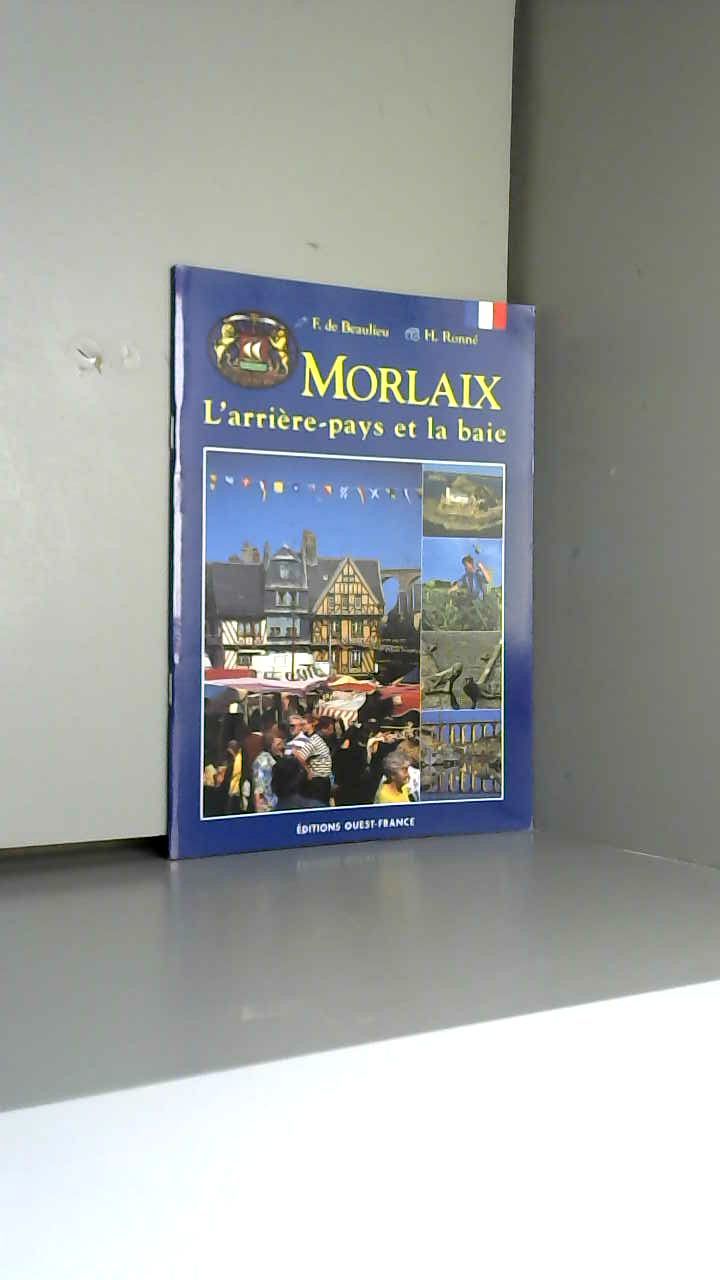 F. de Beaulieu H. Ronné
MORLAIX
L'arrière-pays et la baie
ÉDITIONS OUEST-FRANCE